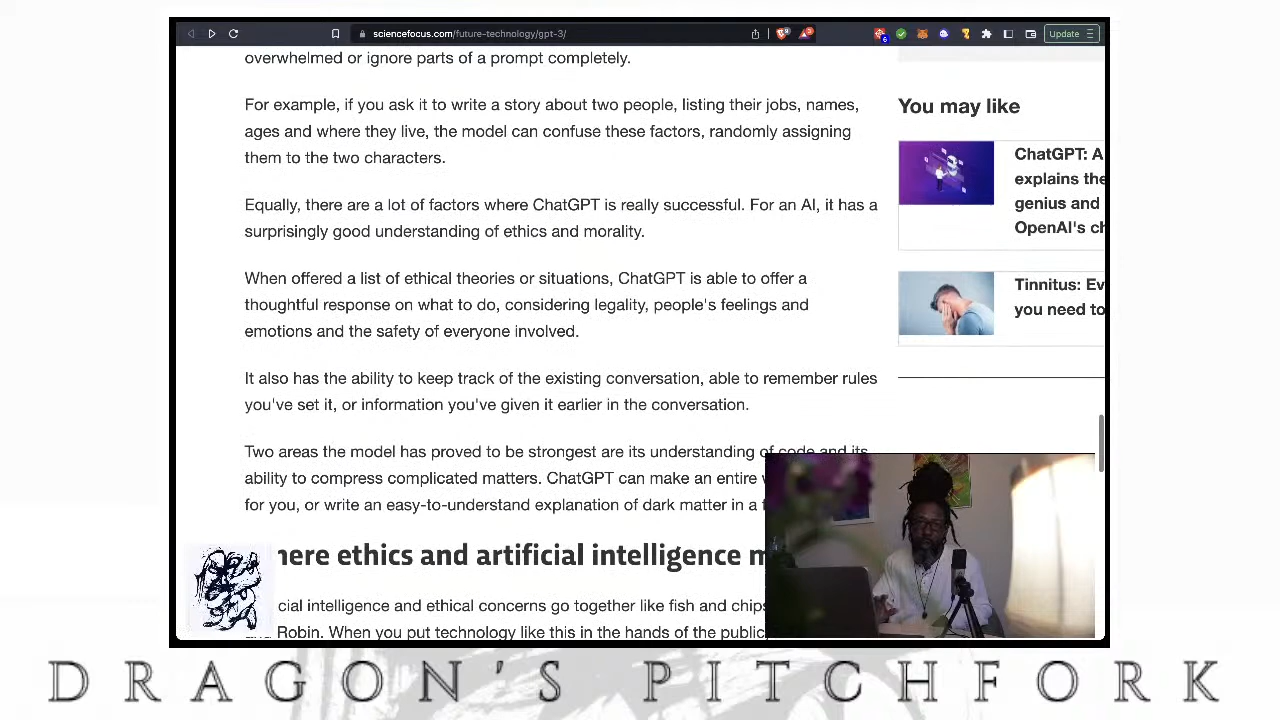 sciencefocus.com/future-technology/gpt-3/
6
Update
overwhelmed or ignore parts of a prompt completely.
For example, if you ask it to write a story about two people, listing their jobs, names,
ages and where they live, the model can confuse these factors, randomly assigning
them to the two characters.
Equally, there are a lot of factors where ChatGPT is really successful. For an AI, it has a
surprisingly good understanding of ethics and morality.
When offered a list of ethical theories or situations, ChatGPT is able to offer a
thoughtful response on what to do, considering legality, people's feelings and
emotions and the safety of everyone involved.
It also has the ability to keep track of the existing conversation, able to remember rules
you've set it, or information you've given it earlier in the conversation.
Two areas the model has proved to be strongest are its understanding of code and its
ability to compress complicated matters. ChatGPT can make an entire
for you, or write an easy-to-understand explanation of dark matter in a
here ethics and artificial intelligence m
cial intelligence and ethical concerns go together like fish and chips
and Robin. When you put technology like this in the hands of the public,
You may like
ChatGPT: A
explains the
genius and
OpenAI's ch
Tinnitus: Ev
you need to
DRAGON'S PITCHFORK